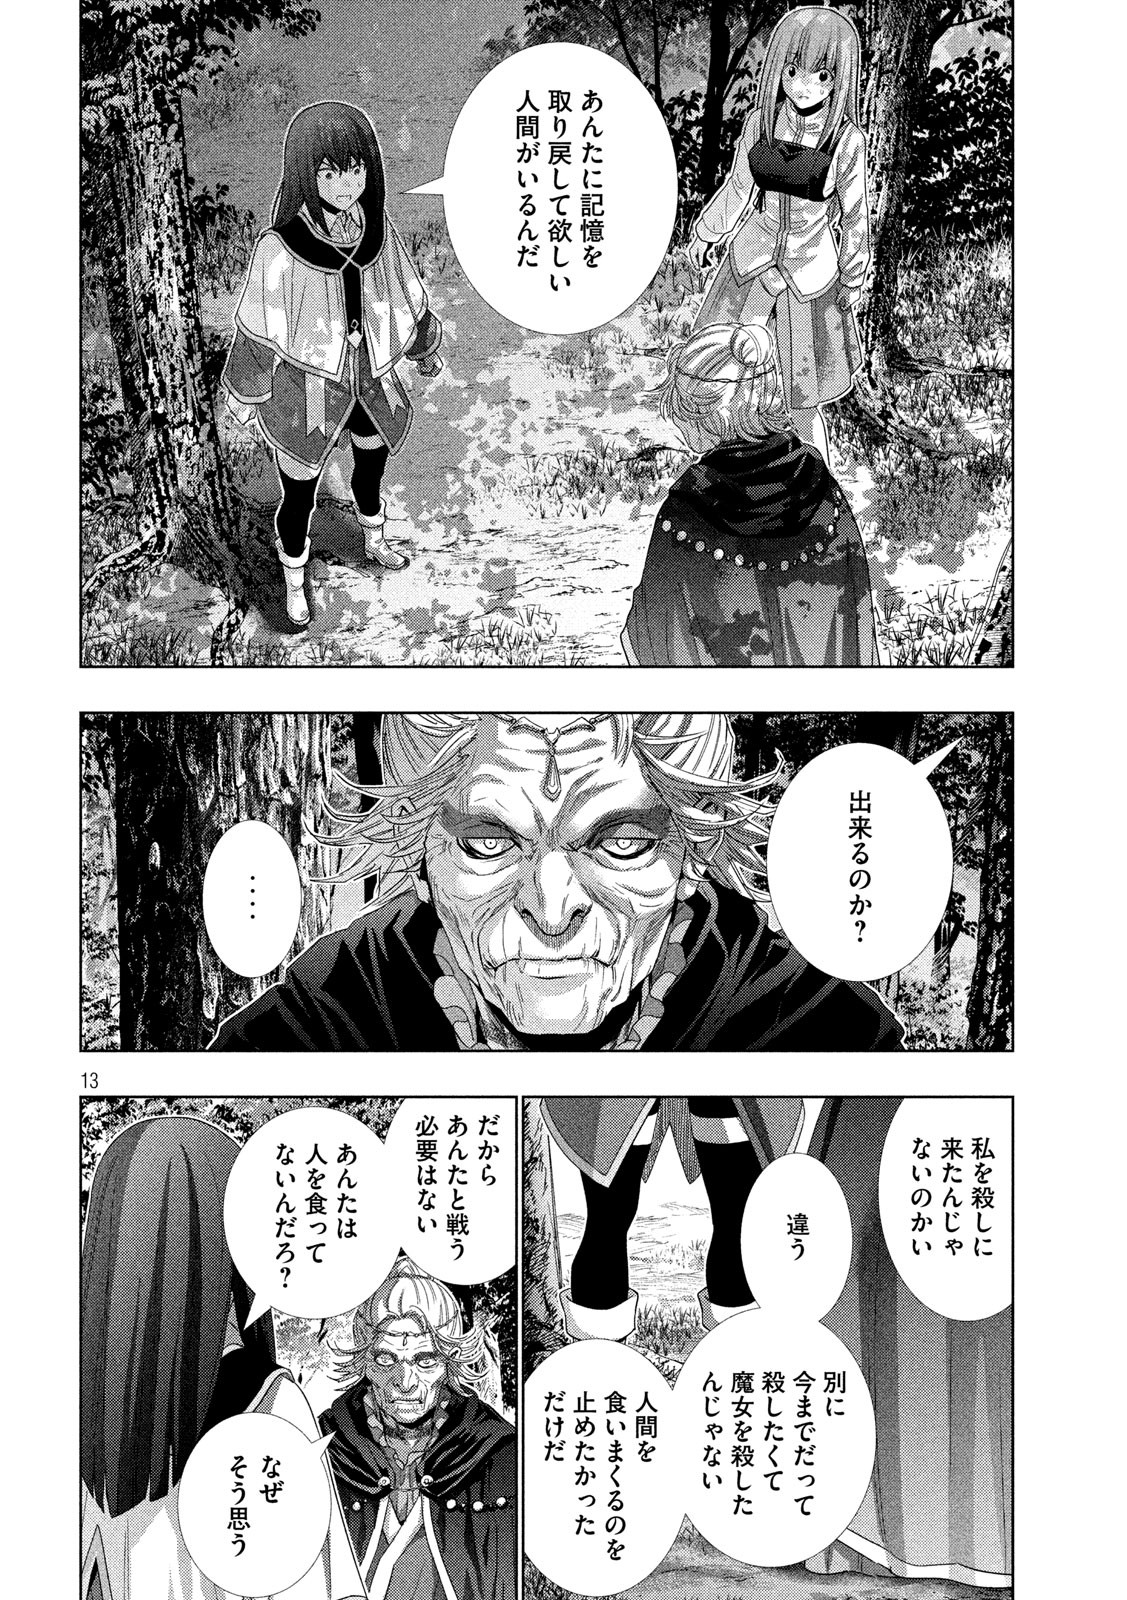 あんたに記憶を
取り戻して欲しい
人間がいるんだ
出来るのか？
・・・・
13
私を殺しに
来たんじゃ
ないのかい
違う
別に
今までだって
殺したくて
魔女を殺した
んじゃない
人間を
食いまくるのを
止めたかった
だけだ
だから
あんたと戦う
必要はない
あんたは
人を食って
ないんだろ？
なぜ
そう思う